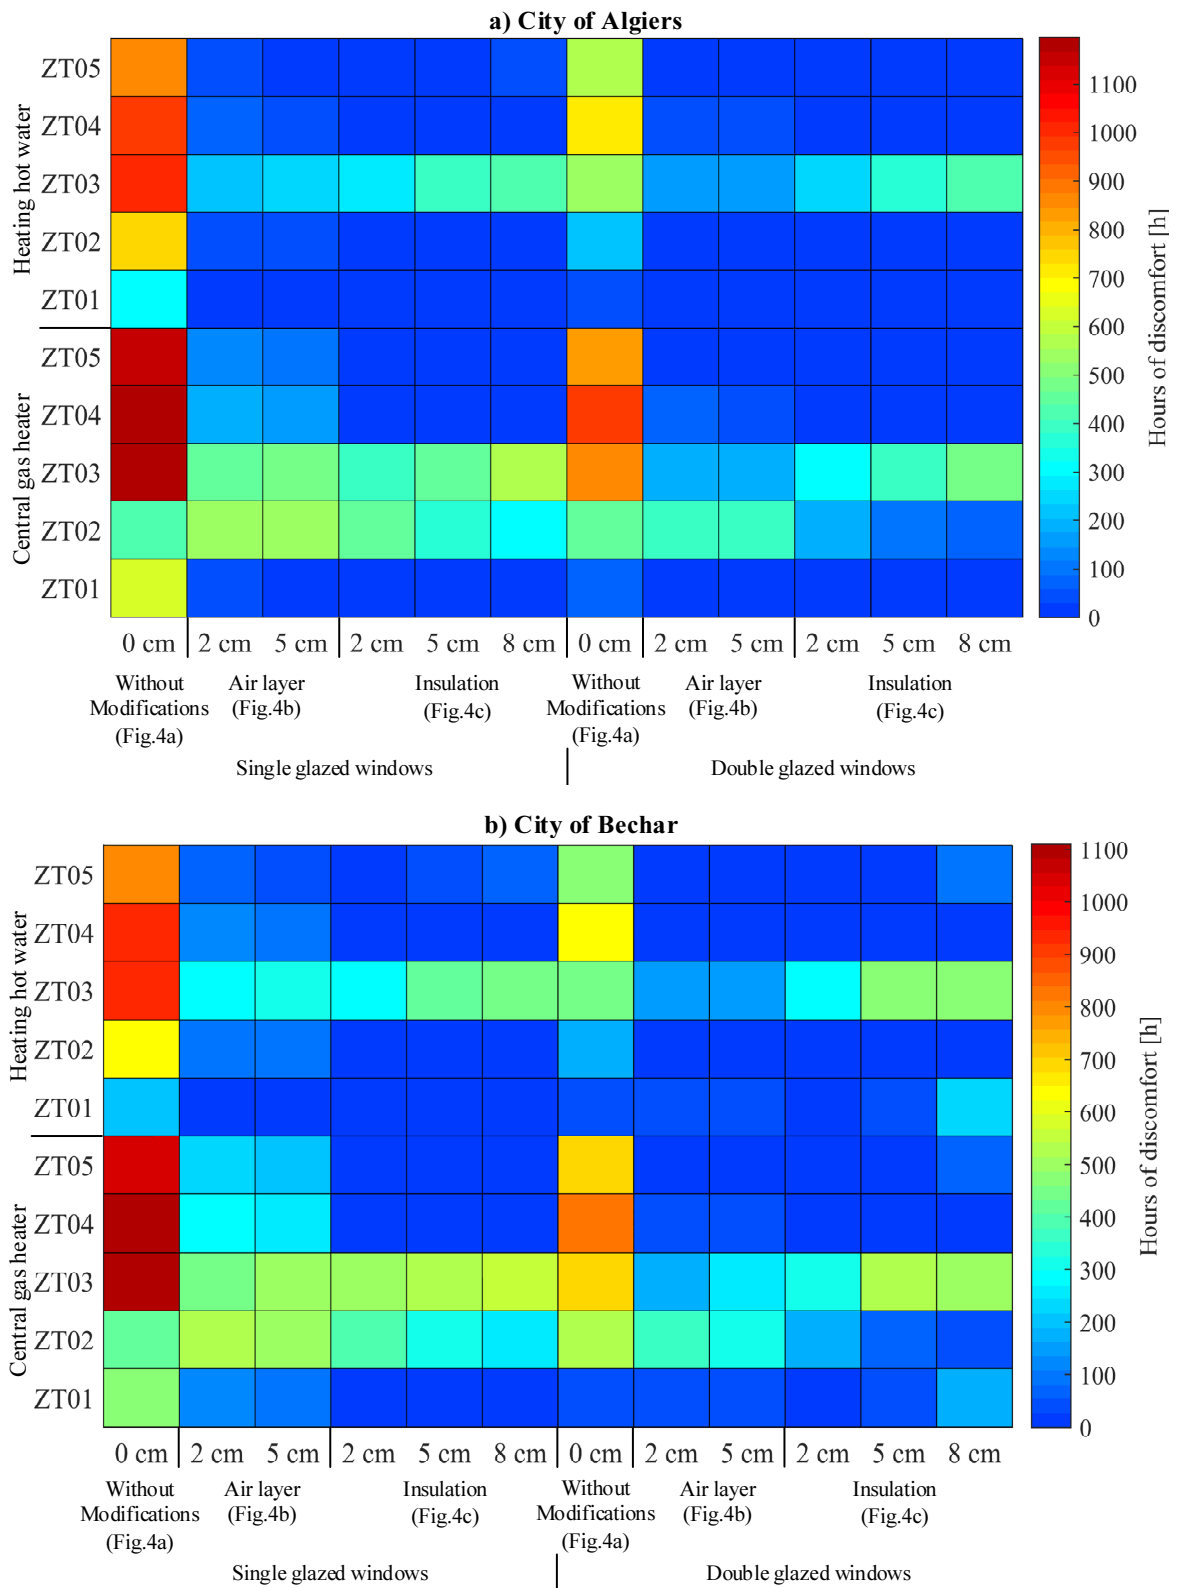 a) City of Algiers
Heating hot water
ZT05
ZT04
ZT03
ZT02
ZT01
Central gas heater
ZT05
ZT04
ZT03
ZT02
ZT01
0 cm 2 cm 5 cm 2 cm 5 cm 8 cm 0 cm 2 cm 5 cm 2 cm 5 cm 8 cm
Without Air layer Insulation Without Air layer Insulation
Modifications (Fig.4b) (Fig.4c) Modifications (Fig.4b) (Fig.4c)
(Fig.4a) (Fig.4a)
Single glazed windows Double glazed windows
1100
1000
900
800
700
600
500
400
300
200
100
0
Hours of discomfort [h]
b) City of Bechar
Heating hot water
ZT05
ZT04
ZT03
ZT02
ZT01
Central gas heater
ZT05
ZT04
ZT03
ZT02
ZT01
0 cm 2 cm 5 cm 2 cm 5 cm 8 cm 0 cm 2 cm 5 cm 2 cm 5 cm 8 cm
Without Air layer Insulation Without Air layer Insulation
Modifications (Fig.4b) (Fig.4c) Modifications (Fig.4b) (Fig.4c)
(Fig.4a) (Fig.4a)
Single glazed windows Double glazed windows
1100
1000
900
800
700
600
500
400
300
200
100
0
Hours of discomfort [h]